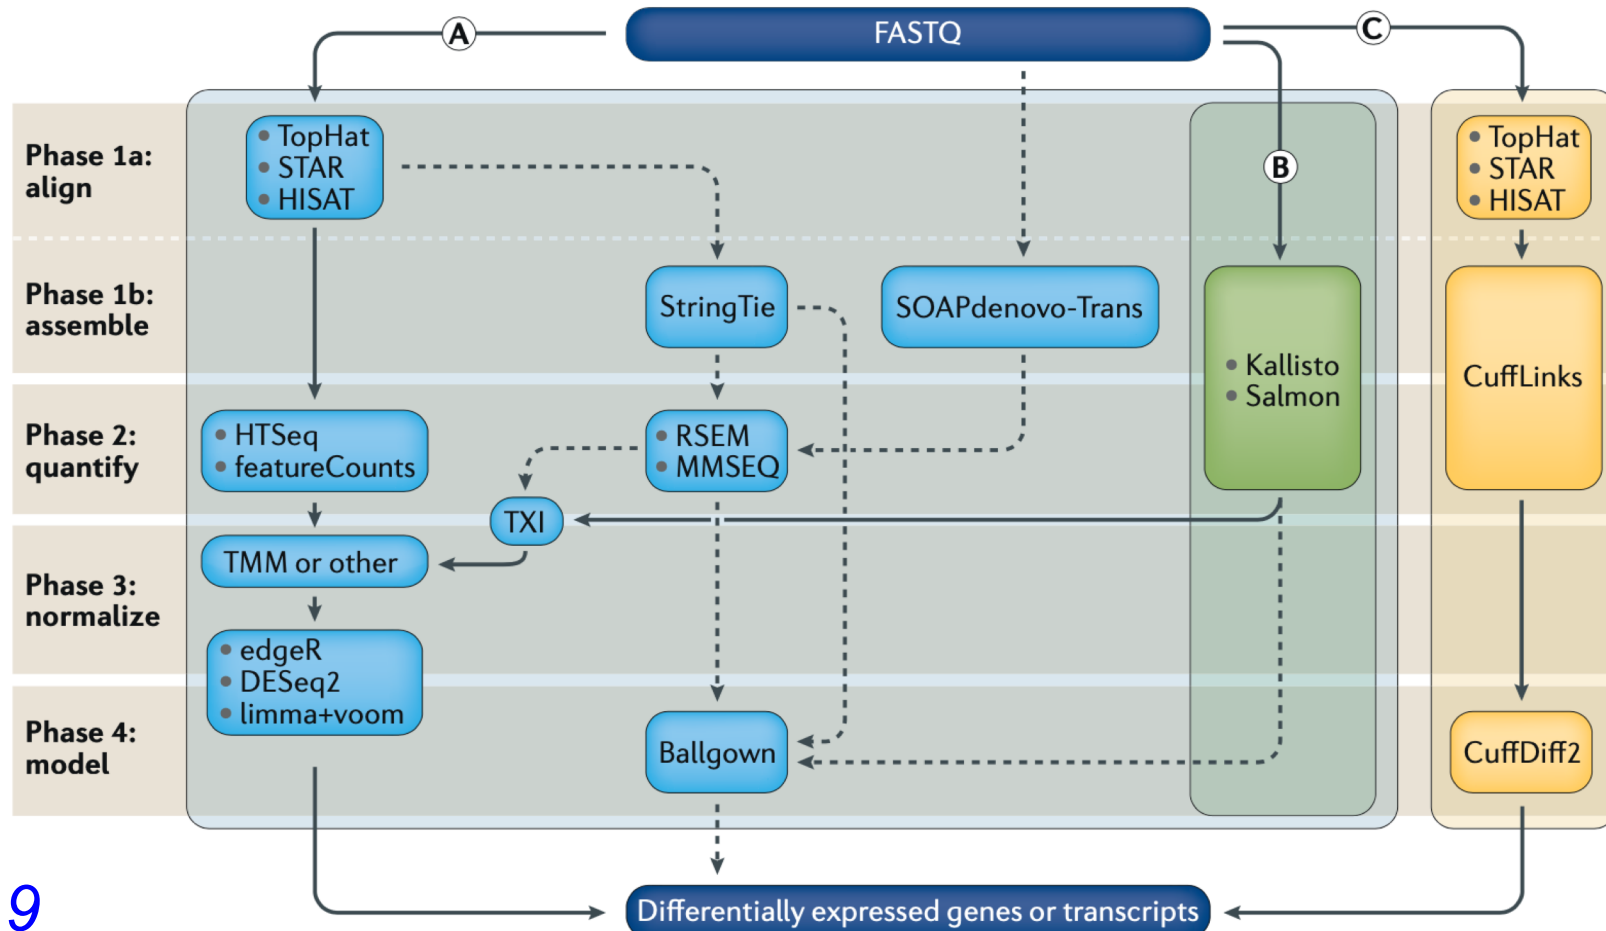 FASTQ
A
C
B
Phase 1a:
align
• TopHat
• STAR
• HISAT
• TopHat
• STAR
• HISAT
Phase 1b:
assemble
StringTie
SOAPdenovo-Trans
• Kallisto
• Salmon
CuffLinks
Phase 2:
quantify
• HTSeq
• featureCounts
• RSEM
• MMSEQ
TXI
Phase 3:
normalize
TMM or other
• edgeR
• DESeq2
• limma+voom
Phase 4:
model
Ballgown
CuffDiff2
Differentially expressed genes or transcripts
9